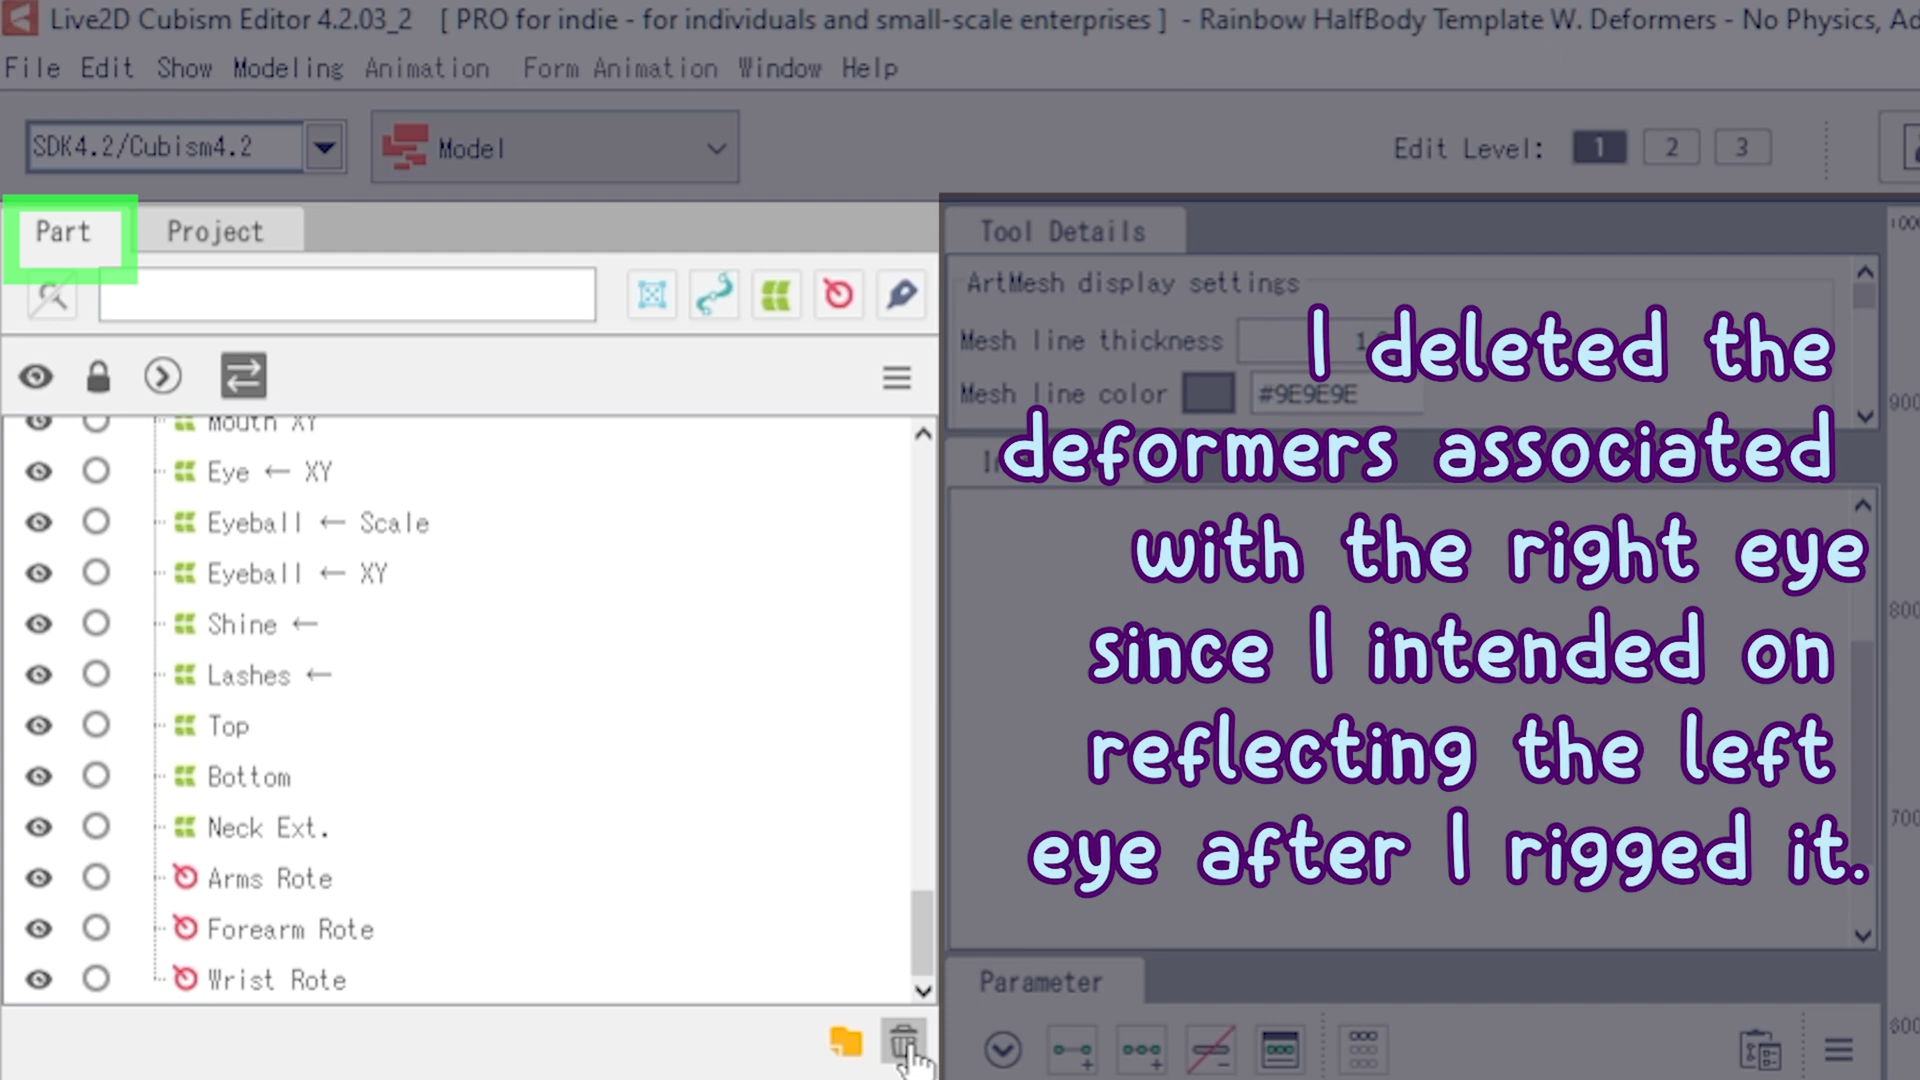 Live2D Cubism Editor 4.2.03_2 [ PRO for indie - for individuals and small-scale enterprises ] - Rainbow HalfBody Template W. Deformers - No Physics, Ad
File Edit Show Modeling Animation Form Animation Window Help
SDK4.2/Cubism4.2
Model
Edit Level: 1 2 3
Part
Project
Mouth XY
Eye ← XY
Eyeball ← Scale
Eyeball ← XY
Shine ←
Lashes ←
Top
Bottom
Neck Ext.
Arms Rote
Forearm Rote
Wrist Rote
Tool Details
ArtMesh display settings
Mesh line thickness
Mesh line color #9E9E9E
I deleted the
deformers associated
with the right eye
since I intended on
reflecting the left
eye after I rigged it.
Parameter